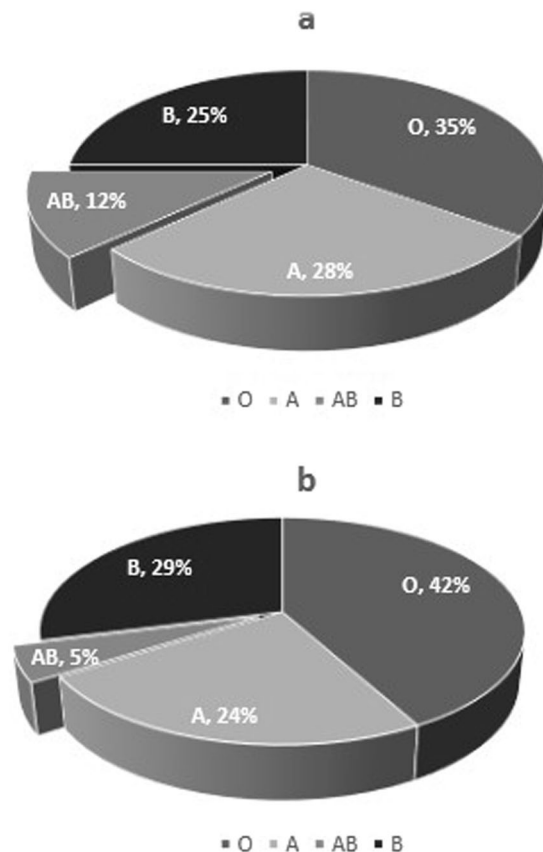 a
B, 25%
O, 35%
AB, 12%
A, 28%
O A AB B
b
B, 29%
O, 42%
AB, 5%
A, 24%
O A AB B